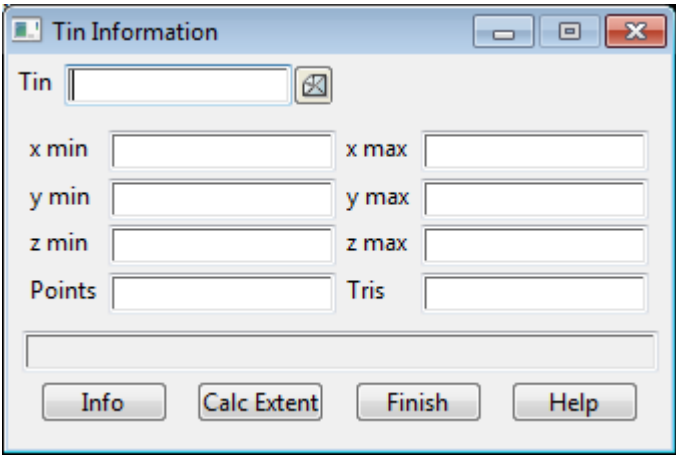 Tin Information
Tin
x min x max
y min y max
z min z max
Points Tris
Info Calc Extent Finish Help